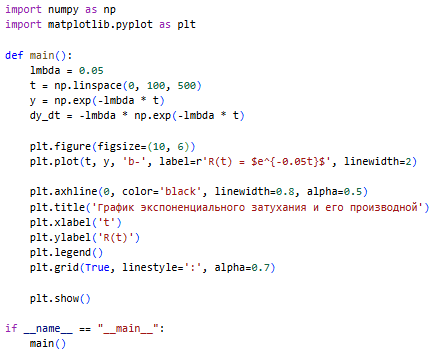 import numpy as np
import matplotlib.pyplot as plt

def main():
    lmbda = 0.05
    t = np.linspace(0, 100, 500)
    y = np.exp(-lmbda * t)
    dy_dt = -lmbda * np.exp(-lmbda * t)

    plt.figure(figsize=(10, 6))
    plt.plot(t, y, 'b-', label=r'R(t) = $e^{-0.05t}$', linewidth=2)

    plt.axhline(0, color='black', linewidth=0.8, alpha=0.5)
    plt.title('График экспоненциального затухания и его производной')
    plt.xlabel('t')
    plt.ylabel('R(t)')
    plt.legend()
    plt.grid(True, linestyle=':', alpha=0.7)

    plt.show()

if __name__ == "__main__":
    main()